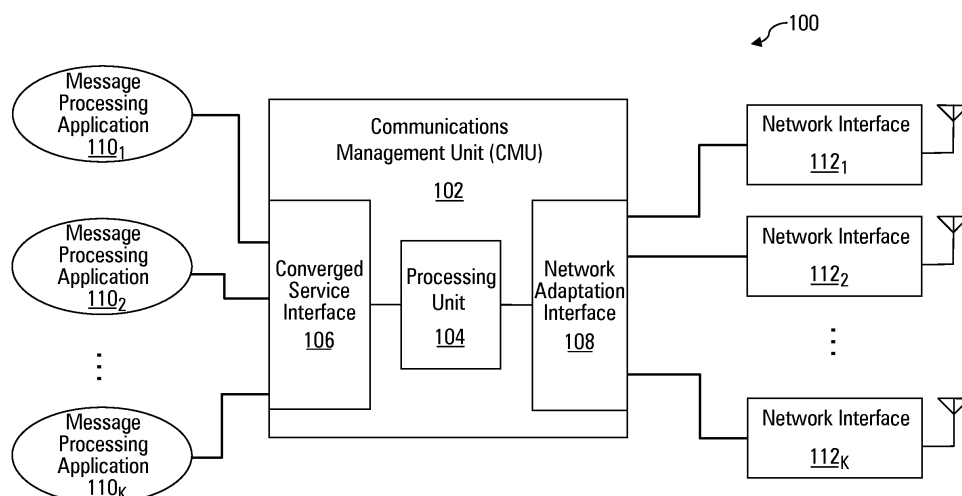 100
Message
Processing
Application
110₁
Communications
Management Unit (CMU)
102
Network Interface
112₁
Message
Processing
Application
110₂
Converged
Service
Interface
106
Processing
Unit
104
Network
Adaptation
Interface
108
Network Interface
112₂
...
...
Message
Processing
Application
110K
Network Interface
112K